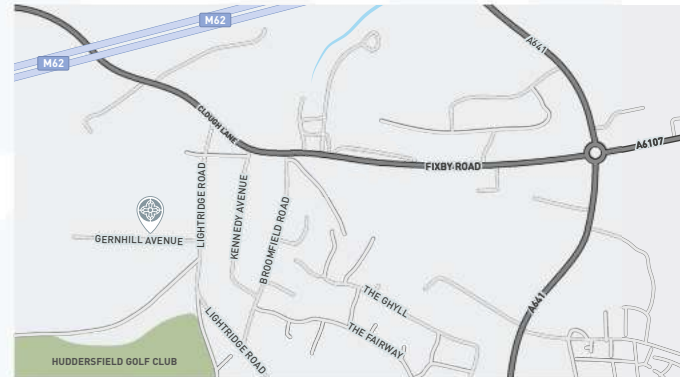 M62
M62
A641
CLOUGH LANE
A6107
FIXBY ROAD
LIGHTRIDGE ROAD
KENNEDY AVENUE
BROOMFIELD ROAD
GERNHILL AVENUE
THE GHYLL
A641
LIGHTRIDGE ROAD
THE FAIRWAY
HUDDERSFIELD GOLF CLUB